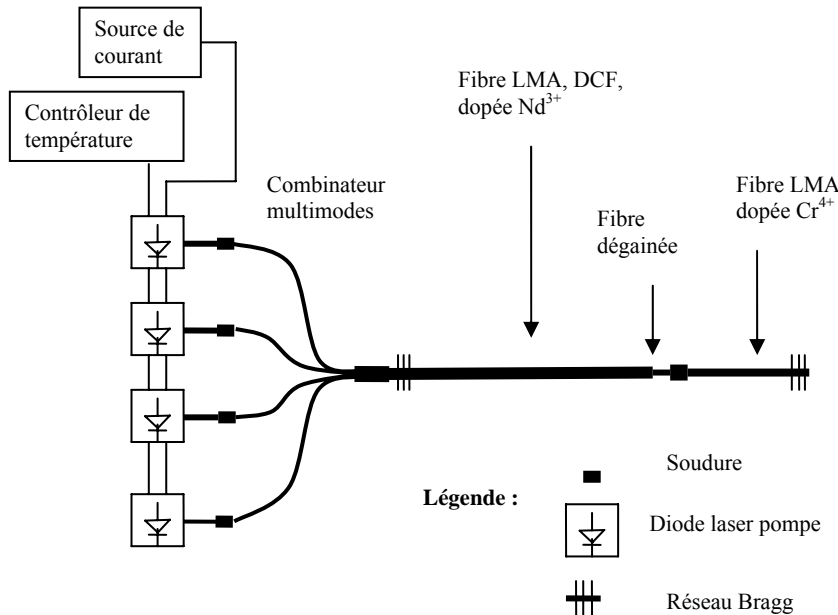 Source de
courant
Contrôleur de
température
Combinateur
multimodes
Fibre LMA, DCF,
dopée Nd³⁺
Fibre
dégainée
Fibre LMA
dopée Cr⁴⁺
Légende :
Soudure
Diode laser pompe
Réseau Bragg